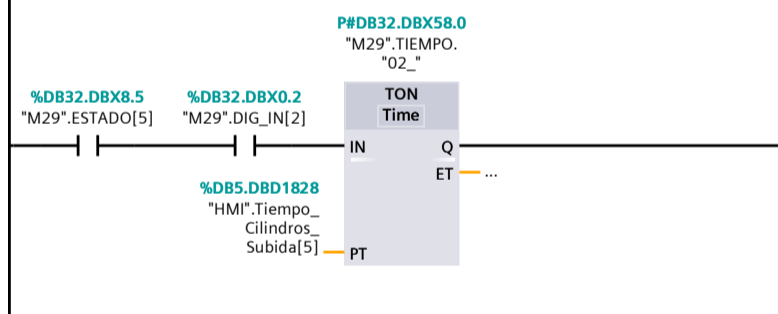 P#DB32.DBX58.0
"M29".TIEMPO.
"02_"
%DB32.DBX8.5
"M29".ESTADO[5]
%DB32.DBX0.2
"M29".DIG_IN[2]
TON
Time
IN
Q
ET
...
%DB5.DBD1828
"HMI".Tiempo_
Cilindros_
Subida[5]
PT